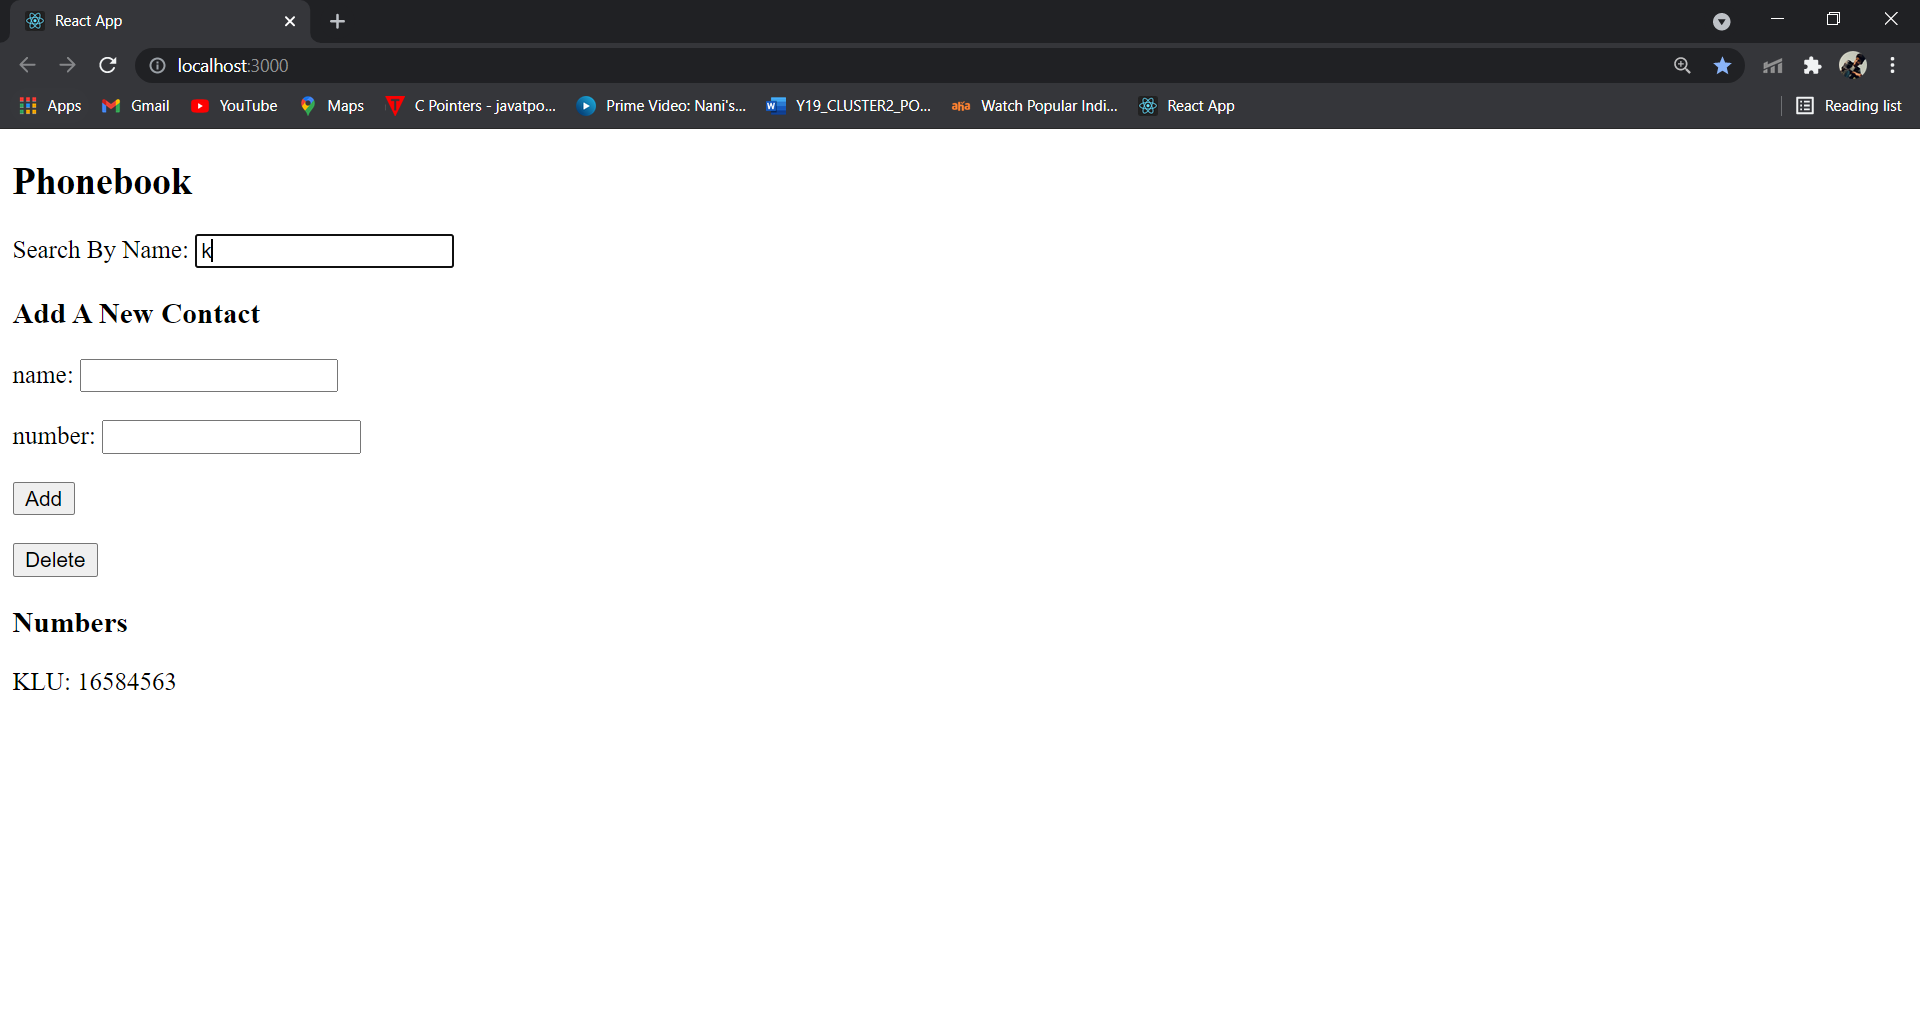 React App
localhost:3000
Apps Gmail YouTube Maps C Pointers - javatpo... Prime Video: Nani's... Y19_CLUSTER2_PO... aha Watch Popular Indi... React App Reading list
Phonebook
Search By Name: k
Add A New Contact
name:
number:
Add
Delete
Numbers
KLU: 16584563